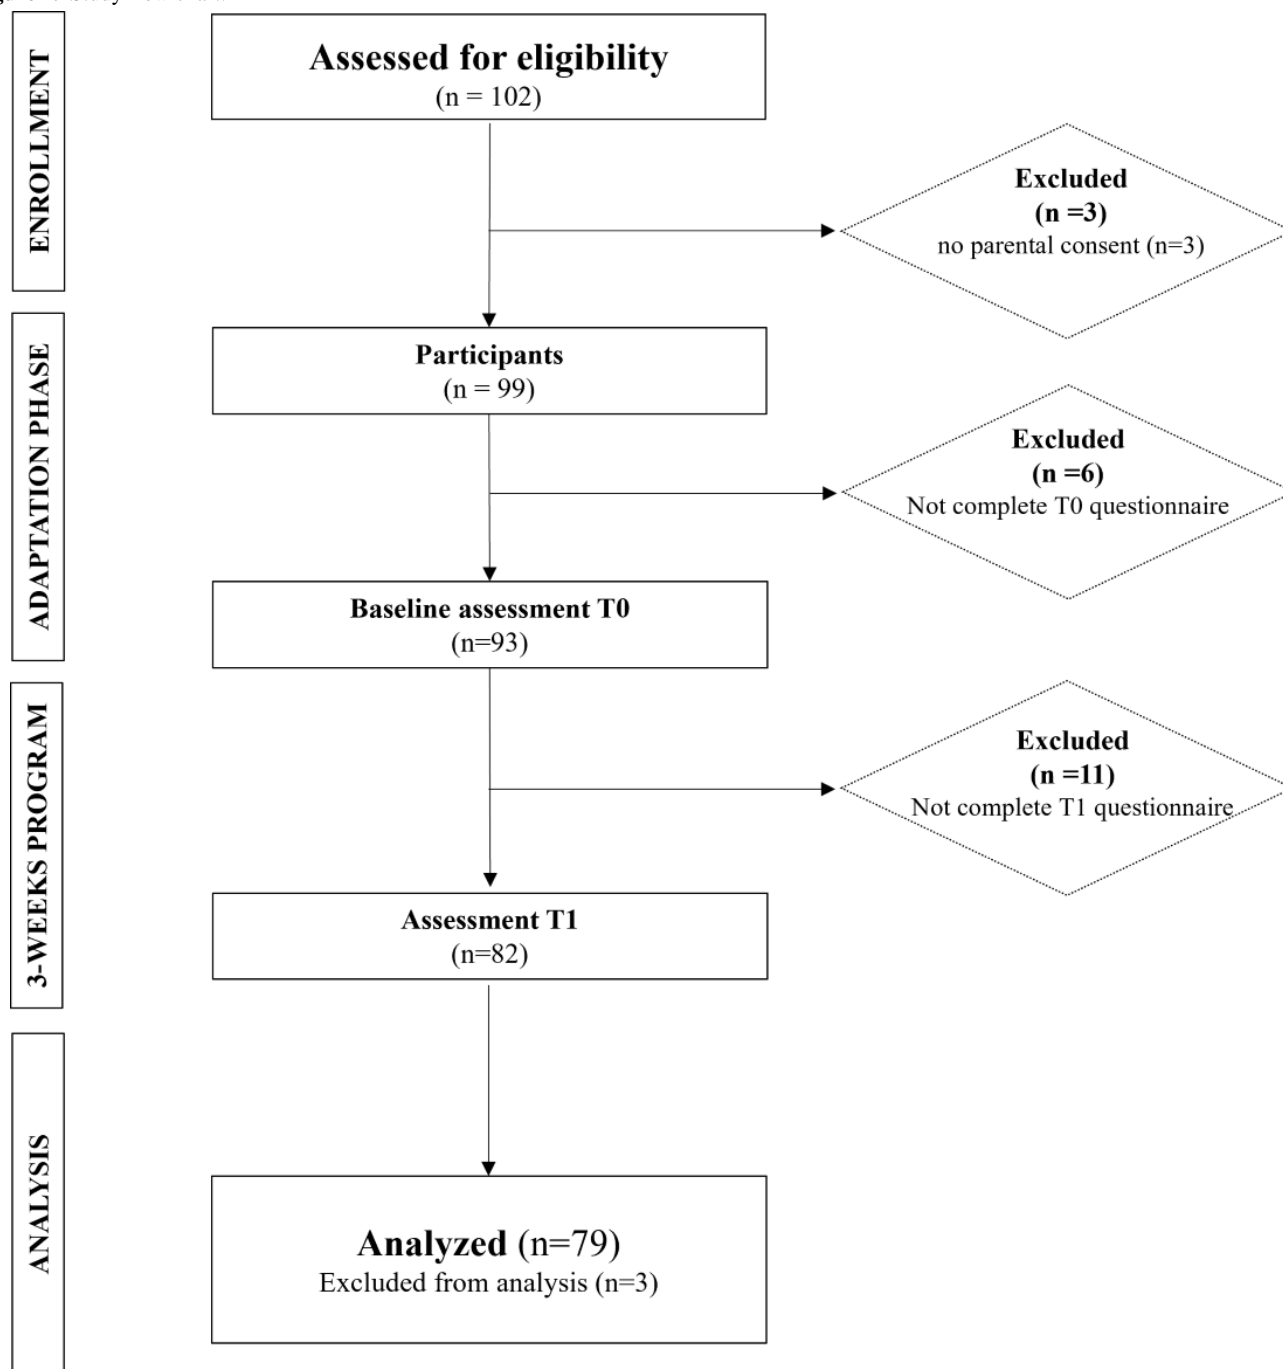 ENROLLMENT
Assessed for eligibility
(n = 102)
Excluded
(n =3)
no parental consent (n=3)
ADAPTATION PHASE
Participants
(n = 99)
Excluded
(n =6)
Not complete T0 questionnaire
Baseline assessment T0
(n=93)
3-WEEKS PROGRAM
Excluded
(n =11)
Not complete T1 questionnaire
Assessment T1
(n=82)
ANALYSIS
Analyzed (n=79)
Excluded from analysis (n=3)